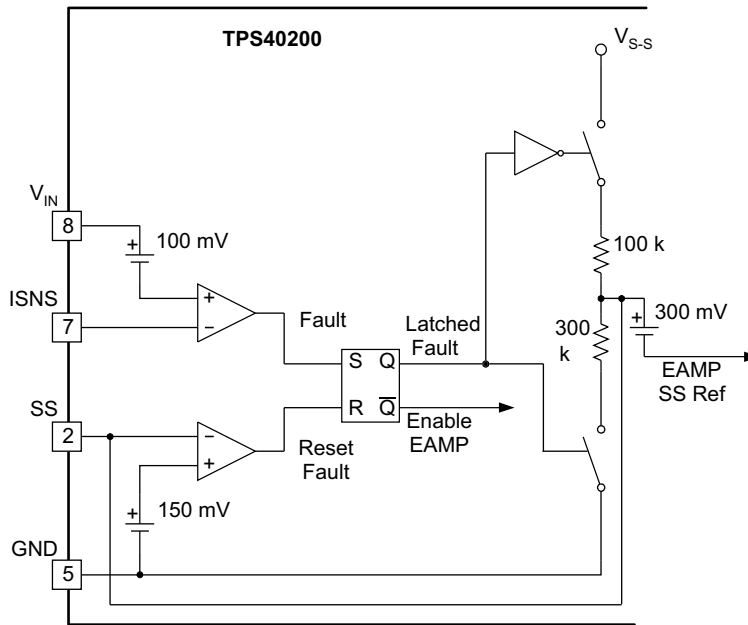 TPS40200
V_S-S
V_IN
8
+
100 mV
100 k
ISNS
7
+
−
Fault
Latched
Fault
300
k
+
300 mV
EAMP
SS Ref
S Q
R Q̅
Enable
EAMP
SS
2
−
+
Reset
Fault
+
150 mV
GND
5